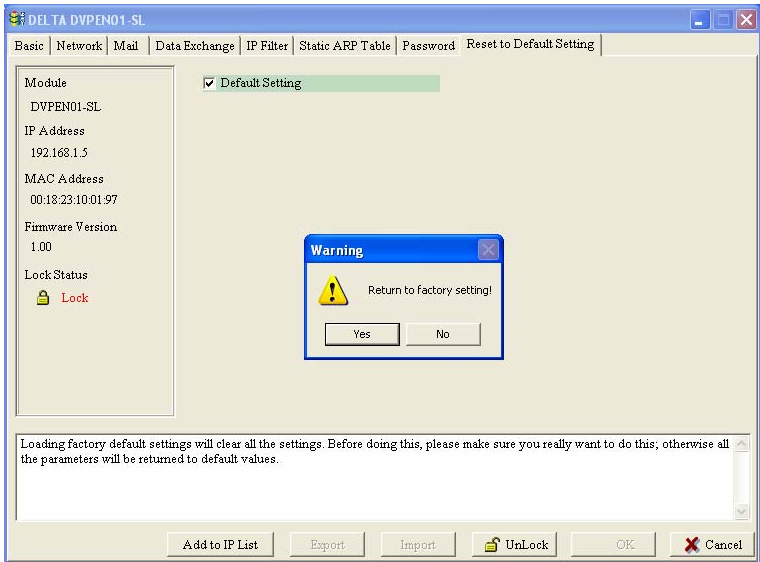 DELTA DVPEN01-SL
Basic Network Mail Data Exchange IP Filter Static ARP Table Password Reset to Default Setting
Module
DVPEN01-SL
IP Address
192.168.1.5
MAC Address
00:18:23:10:01:97
Firmware Version
1.00
Lock Status
Lock
Default Setting
Warning
Return to factory setting!
Yes No
Loading factory default settings will clear all the settings. Before doing this, please make sure you really want to do this; otherwise all
the parameters will be returned to default values.
Add to IP List Export Import UnLock OK Cancel